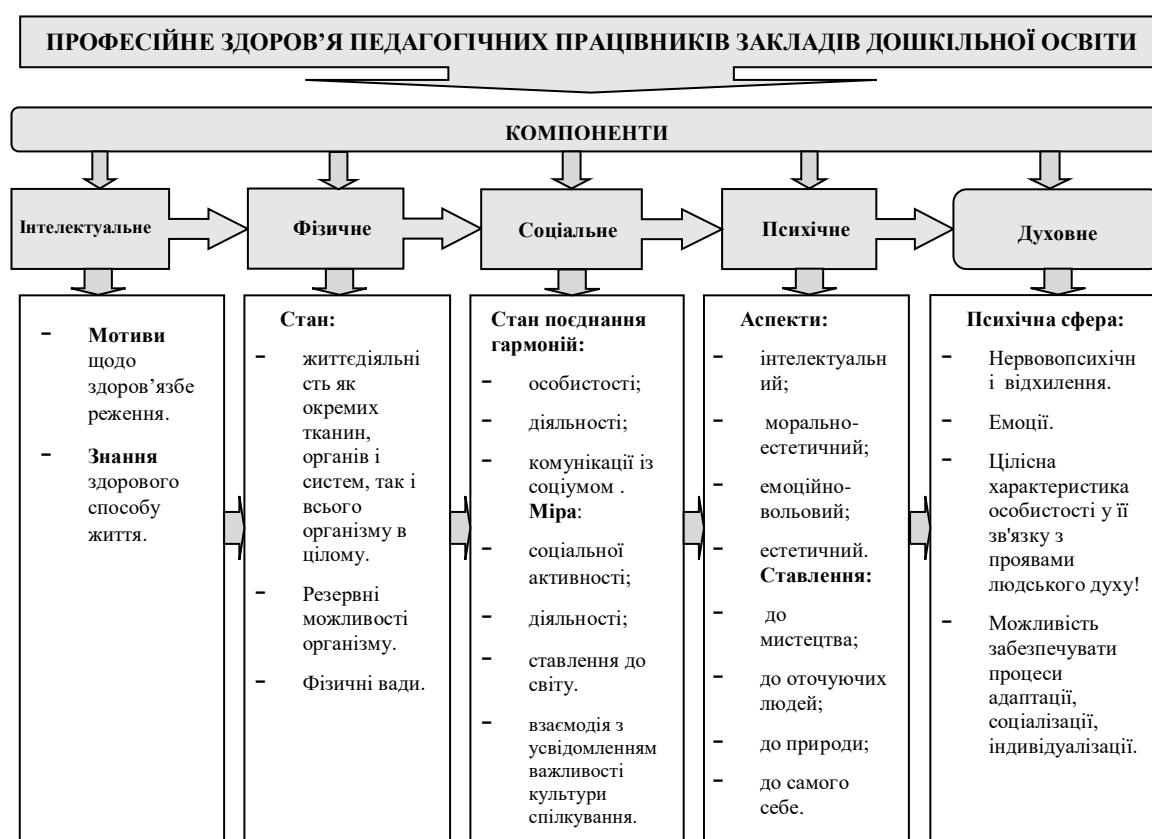 ПРОФЕСІЙНЕ ЗДОРОВ’Я ПЕДАГОГІЧНИХ ПРАЦІВНИКІВ ЗАКЛАДІВ ДОШКІЛЬНОЇ ОСВІТИ
КОМПОНЕНТИ
Інтелектуальне
Фізичне
Соціальне
Психічне
Духовне
- Мотиви
щодо
здоров’язбе
реження.
- Знання
здорового
способу
життя.
Стан:
- життєдіяльні
сть як
окремих
тканин,
органів і
систем, так і
всього
організму в
цілому.
- Резервні
можливості
організму.
- Фізичні вади.
Стан поєднання
гармоній:
- особистості;
- діяльності;
- комунікації із
соціумом .
Міра:
- соціальної
активності;
- діяльності;
- ставлення до
світу.
- взаємодія з
усвідомленням
важливості
культури
спілкування.
Аспекти:
- інтелектуальн
ий;
- морально-
естетичний;
- емоційно-
вольовий;
- естетичний.
Ставлення:
- до
мистецтва;
- до оточуючих
людей;
- до природи;
- до самого
себе.
Психічна сфера:
- Нервовопсихічн
і відхилення.
- Емоції.
- Цілісна
характеристика
особистості у її
зв'язку з
проявами
людського духу!
- Можливість
забезпечувати
процеси
адаптації,
соціалізації,
індивідуалізації.